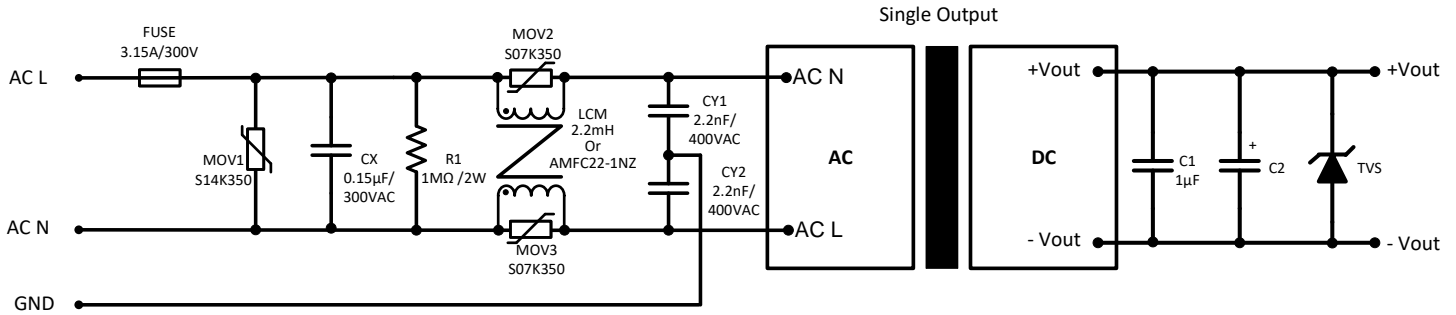 Single Output
FUSE
3.15A/300V
MOV2
S07K350
AC L
AC N
+Vout
+Vout
LCM
2.2mH
Or
AMFC22-1NZ
CY1
2.2nF/
400VAC
MOV1
S14K350
CX
0.15µF/
300VAC
R1
1MΩ /2W
AC
DC
C1
1µF
+
C2
TVS
CY2
2.2nF/
400VAC
AC N
AC L
- Vout
- Vout
MOV3
S07K350
GND